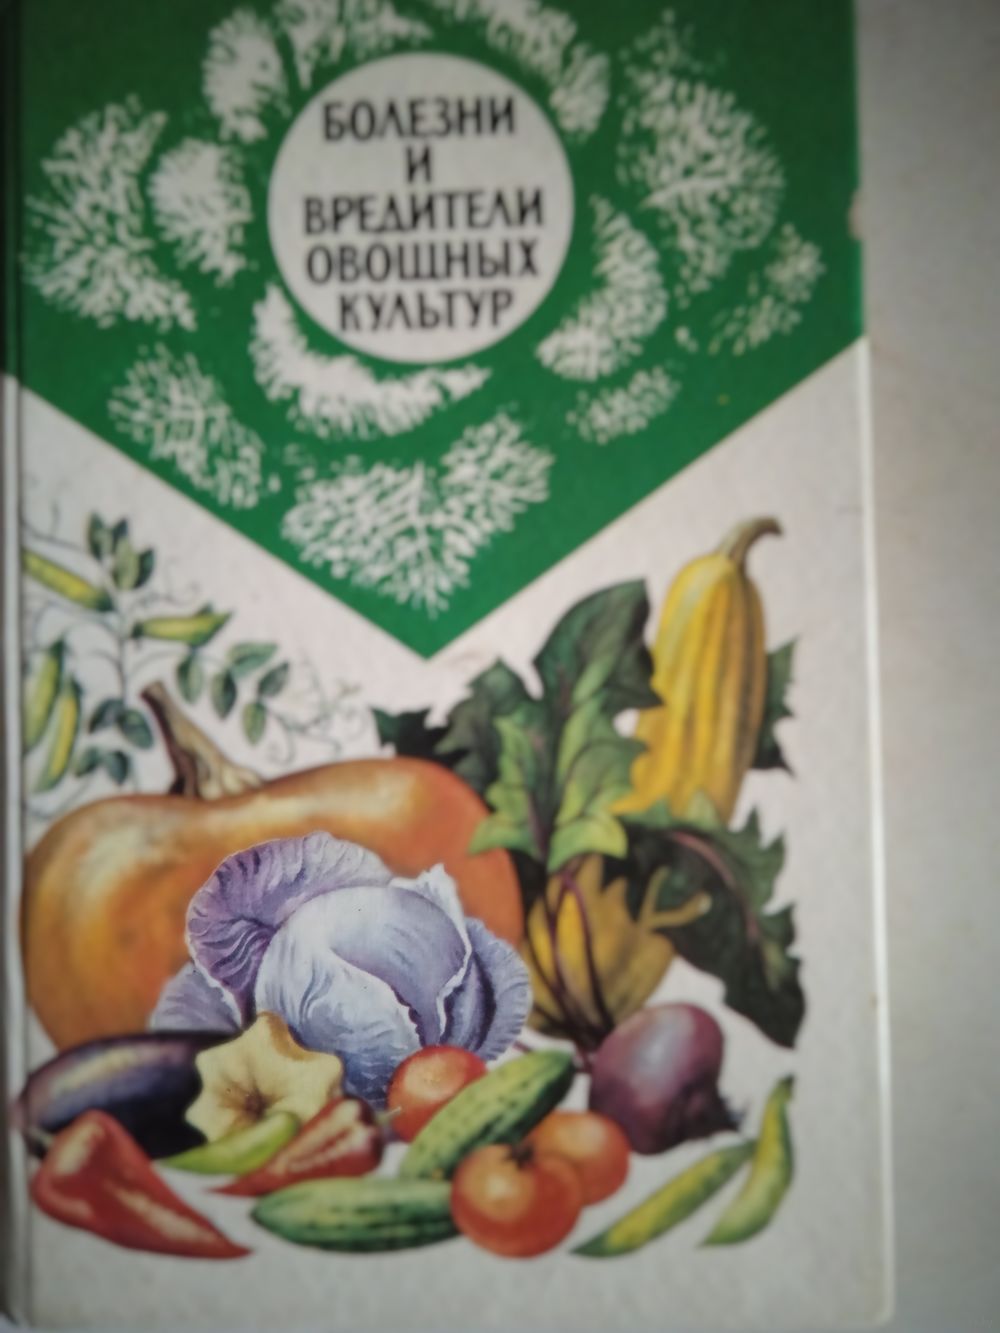 БОЛЕЗНИ
И
ВРЕДИТЕЛИ
ОВОЩНЫХ
КУЛЬТУР